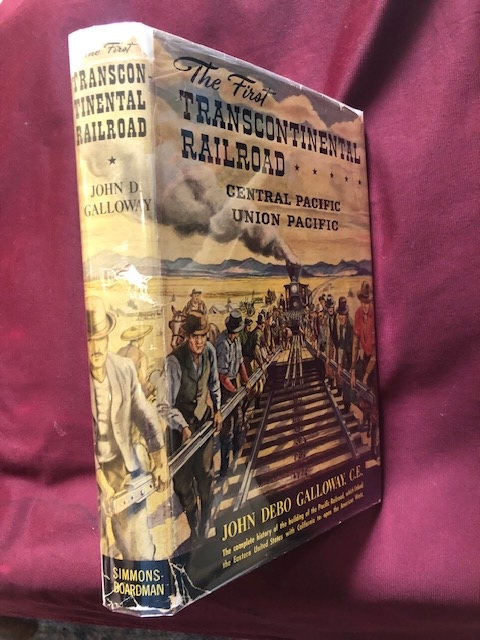 The First
TRANSCON-
TINENTAL
RAILROAD
★
JOHN D.
GALLOWAY
SIMMONS-
BOARDMAN
The First
TRANSCONTINENTAL
RAILROAD ★ ★ ★ ★ ★
CENTRAL PACIFIC
UNION PACIFIC
JOHN DEBO GALLOWAY, C.E.
The complete history of the building of the Pacific Railroad, which linked
the Eastern United States with California to open the American West.